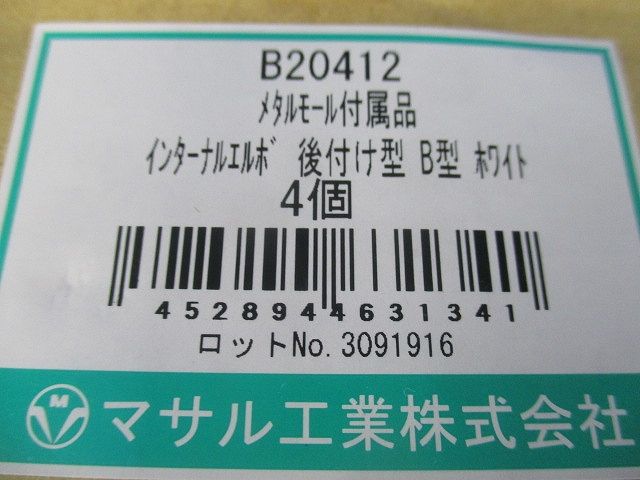 B20412
ﾒﾀﾙﾓｰﾙ付属品
ｲﾝﾀｰﾅﾙｴﾙﾎﾞ 後付け型 B型 ﾎﾜｲﾄ
4個
4528944631341
ロットNo. 3091916
M マサル工業株式会社